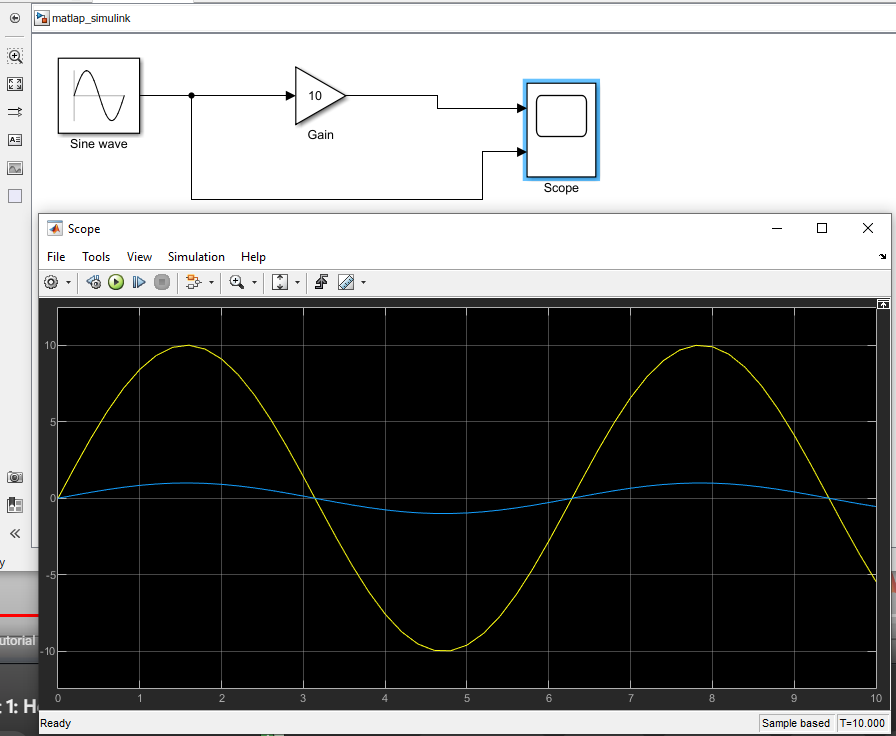 matlap_simulink
10
Sine wave
Gain
Scope
Scope
File Tools View Simulation Help
10
5
0
-5
-10
0 1 2 3 4 5 6 7 8 9 10
Ready Sample based T=10.000
y
utorial
1: H